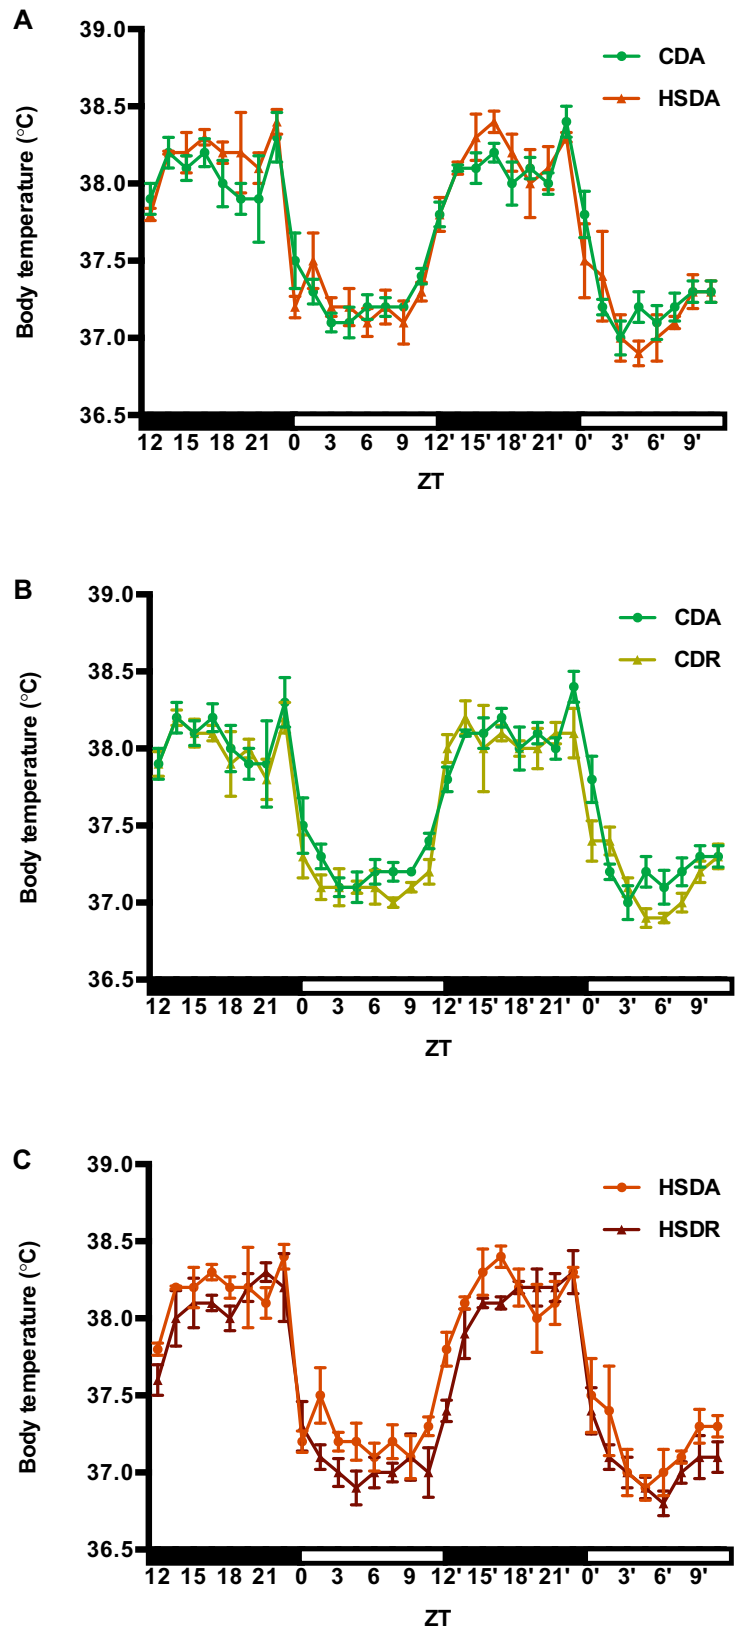 A
Body temperature (°C)
39.0
38.5
38.0
37.5
37.0
36.5
CDA
HSDA
12 15 18 21 0 3 6 9 12' 15' 18' 21' 0' 3' 6' 9'
ZT
B
Body temperature (°C)
39.0
38.5
38.0
37.5
37.0
36.5
CDA
CDR
12 15 18 21 0 3 6 9 12' 15' 18' 21' 0' 3' 6' 9'
ZT
C
Body temperature (°C)
39.0
38.5
38.0
37.5
37.0
36.5
HSDA
HSDR
12 15 18 21 0 3 6 9 12' 15' 18' 21' 0' 3' 6' 9'
ZT